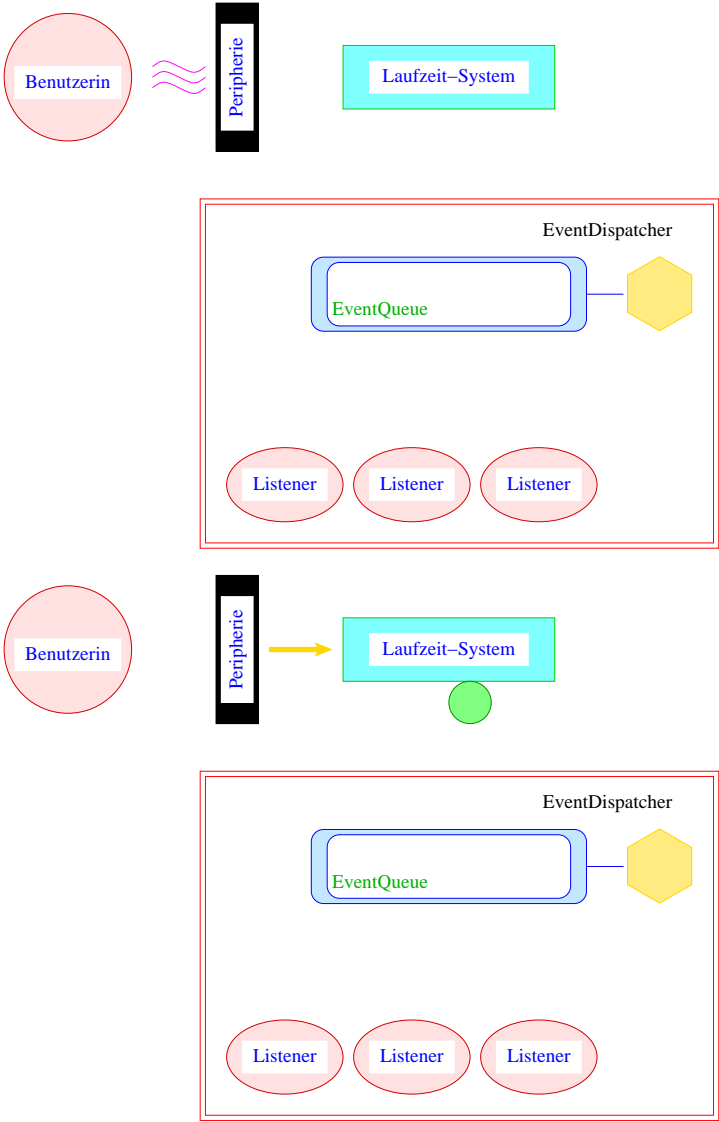 Benutzerin
Peripherie
Laufzeit−System
EventDispatcher
EventQueue
Listener
Listener
Listener
Benutzerin
Peripherie
Laufzeit−System
EventDispatcher
EventQueue
Listener
Listener
Listener